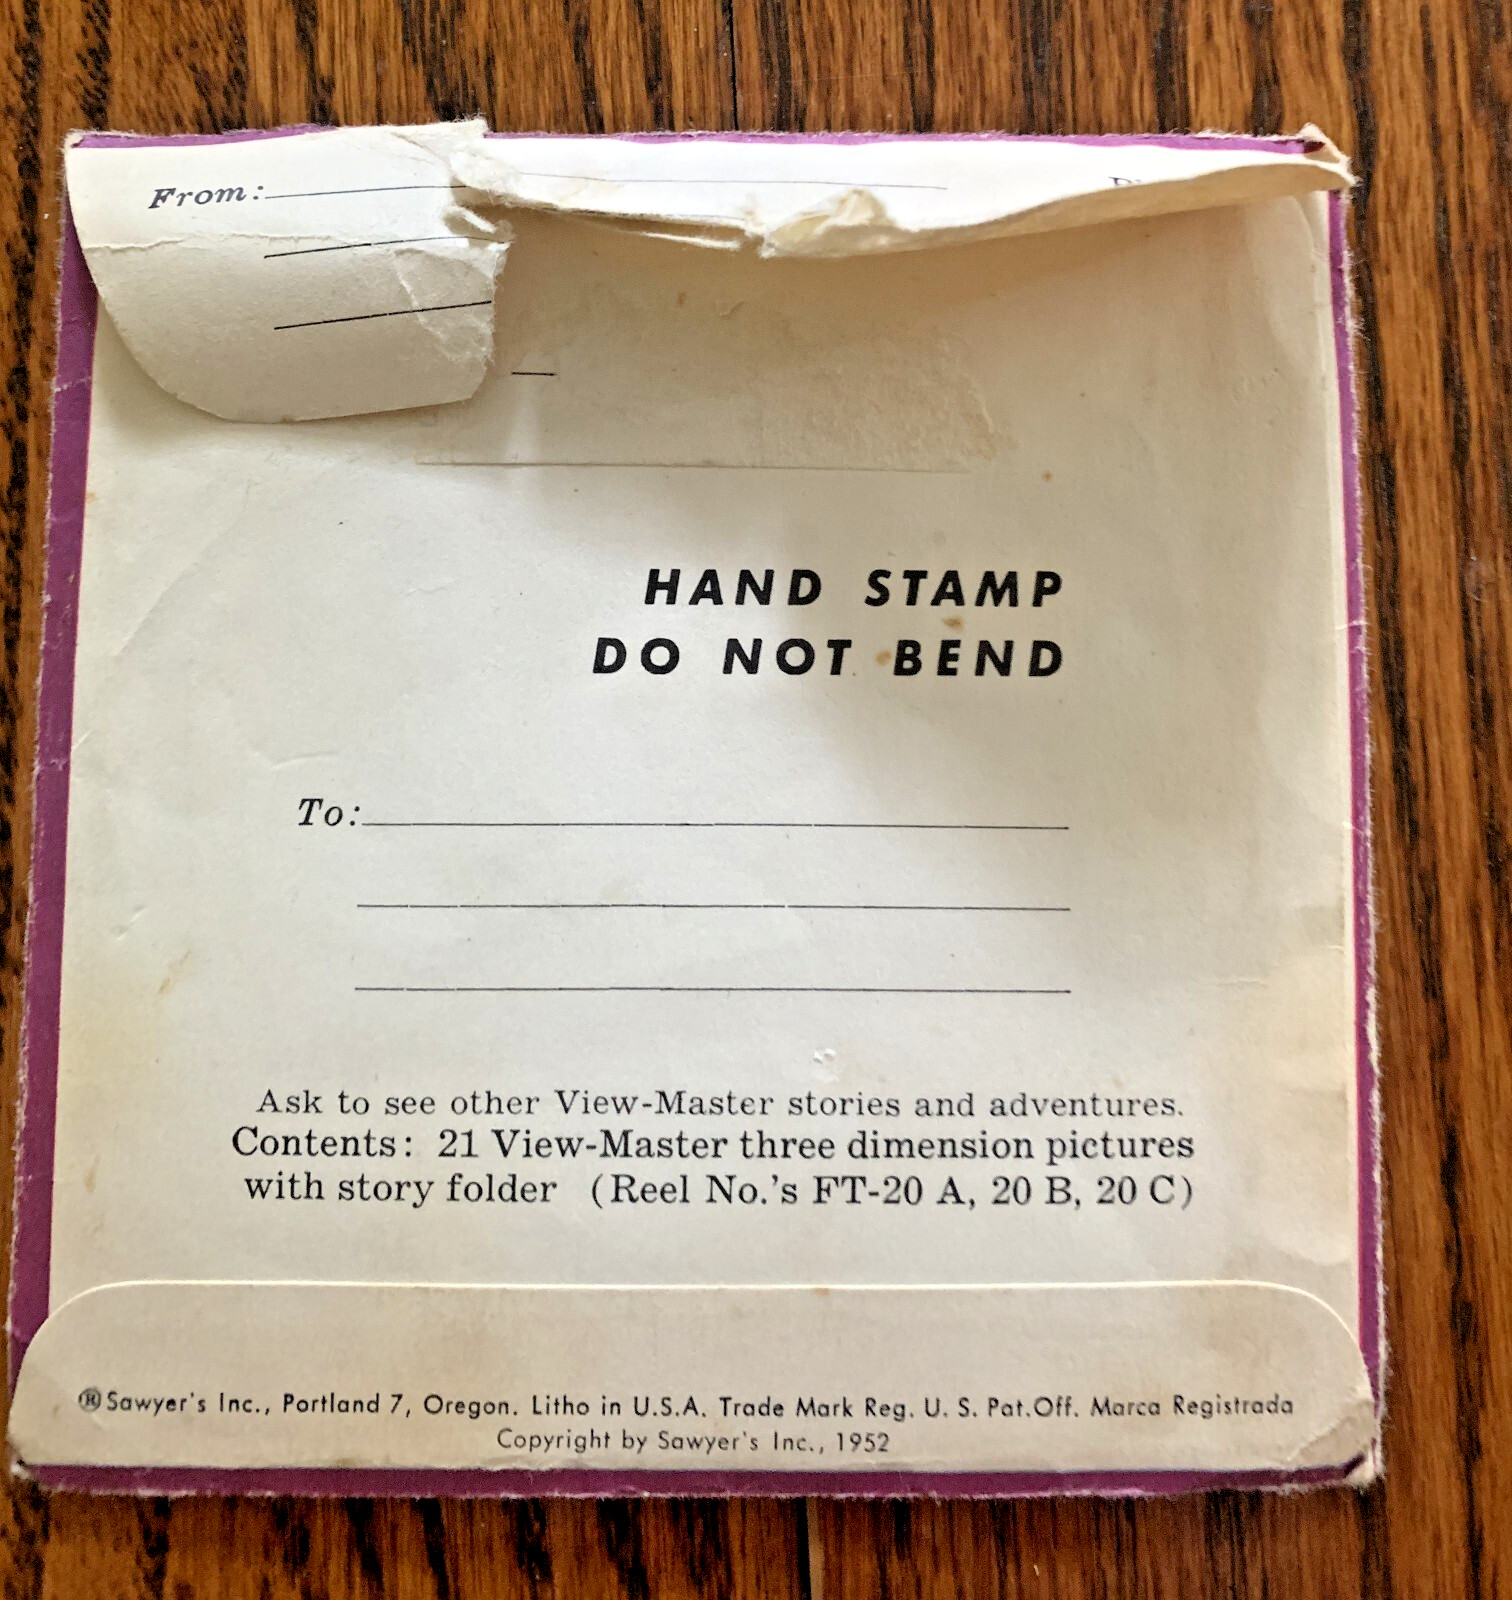 From:
HAND STAMP
DO NOT BEND
To:
Ask to see other View-Master stories and adventures.
Contents: 21 View-Master three dimension pictures
with story folder (Reel No.'s FT-20 A, 20 B, 20 C)
®Sawyer's Inc., Portland 7, Oregon. Litho in U.S.A. Trade Mark Reg. U. S. Pat.Off. Marca Registrada
Copyright by Sawyer's Inc., 1952